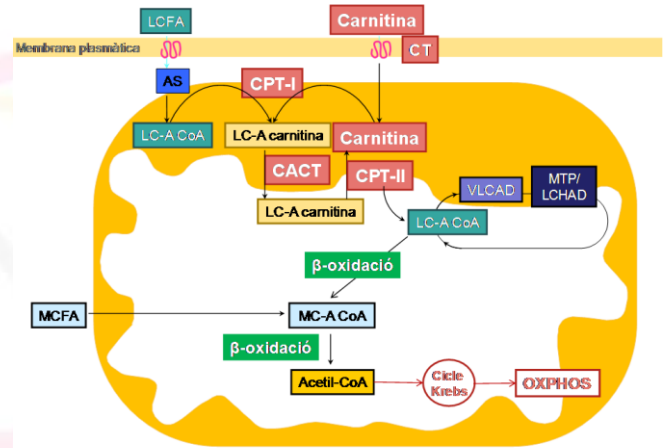 LCFA
Carnitina
Membrana plasmàtica
CT
AS
CPT-I
LC-A CoA
LC-A carnitina
Carnitina
CACT
CPT-II
VLCAD
MTP/
LCHAD
LC-A carnitina
LC-A CoA
β-oxidació
MCFA
MC-A CoA
β-oxidació
Acetil-CoA
Cicle
Krebs
OXPHOS